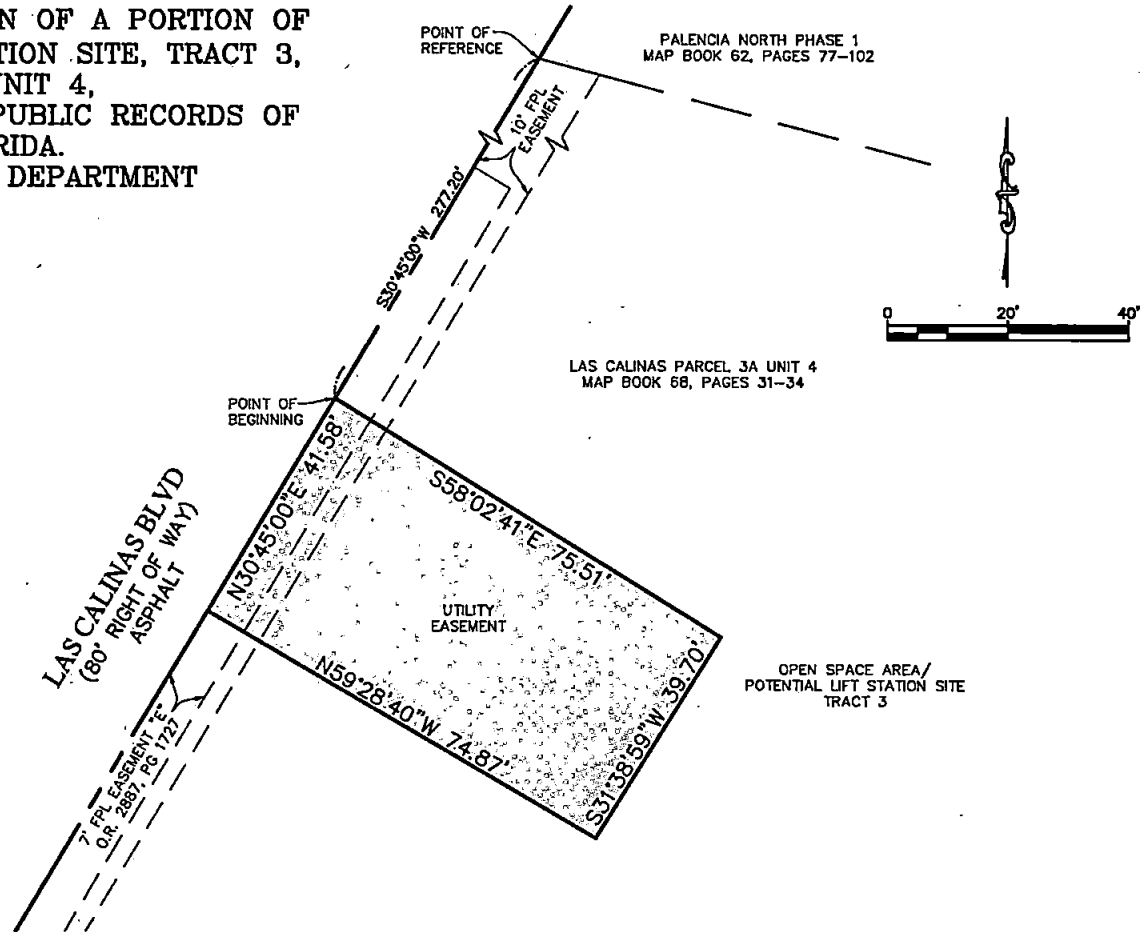 N OF A PORTION OF
TION SITE, TRACT 3,
UNIT 4,
PUBLIC RECORDS OF
RIDA.
DEPARTMENT
POINT OF
REFERENCE
PALENCIA NORTH PHASE 1
MAP BOOK 62, PAGES 77-102
10' FPL
EASEMENT
S30°45'00"W 277.20'
0 20' 40'
LAS CALINAS PARCEL 3A UNIT 4
MAP BOOK 68, PAGES 31-34
POINT OF
BEGINNING
LAS CALINAS BLVD
(80' RIGHT OF WAY)
ASPHALT
N30°45'00"E 41.58'
S58°02'41"E 75.51'
UTILITY
EASEMENT
N59°28'40"W 74.87'
S31°38'59"W 39.70'
OPEN SPACE AREA/
POTENTIAL LIFT STATION SITE
TRACT 3
7' FPL EASEMENT "E"
O.R. 2887, PG 1727